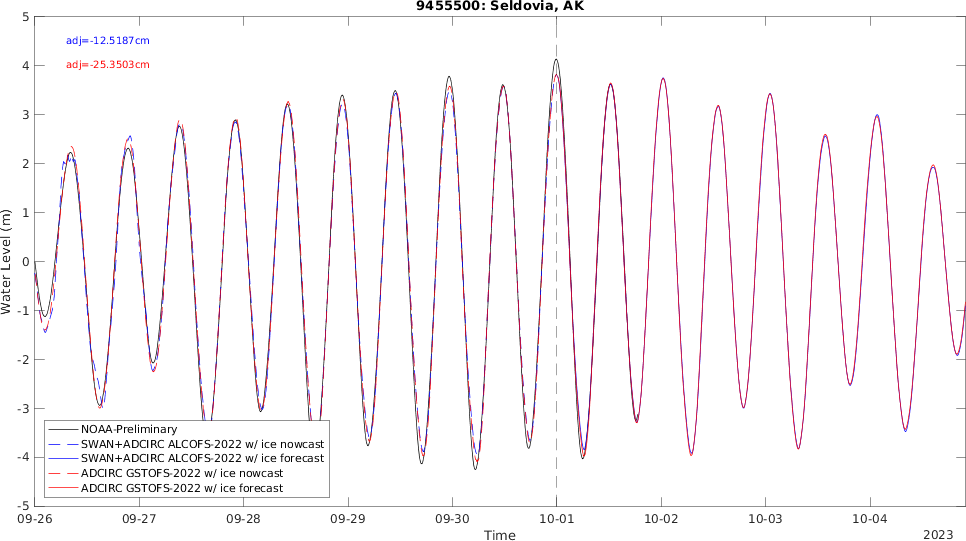 9455500: Seldovia, AK
adj=-12.5187cm
adj=-25.3503cm
Water Level (m)
5
4
3
2
1
0
-1
-2
-3
-4
-5
NOAA-Preliminary
SWAN+ADCIRC ALCOFS-2022 w/ ice nowcast
SWAN+ADCIRC ALCOFS-2022 w/ ice forecast
ADCIRC GSTOFS-2022 w/ ice nowcast
ADCIRC GSTOFS-2022 w/ ice forecast
09-26 09-27 09-28 09-29 09-30 10-01 10-02 10-03 10-04
Time
2023